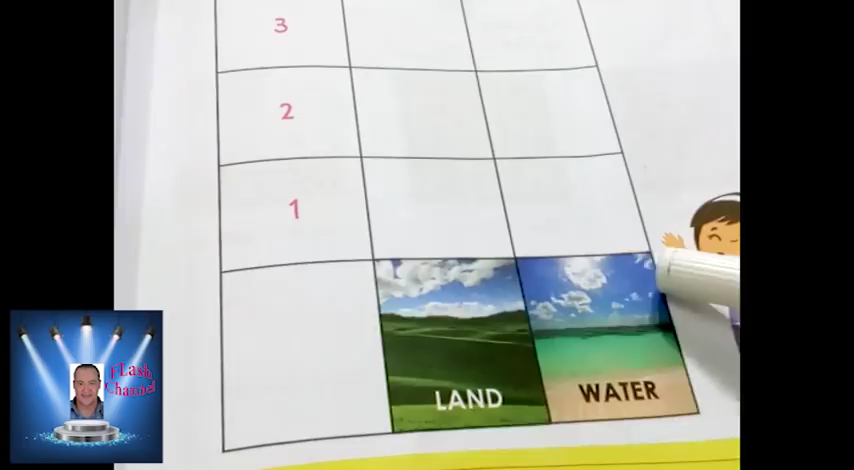 3
2
1
LAND
WATER
FLash
Channel